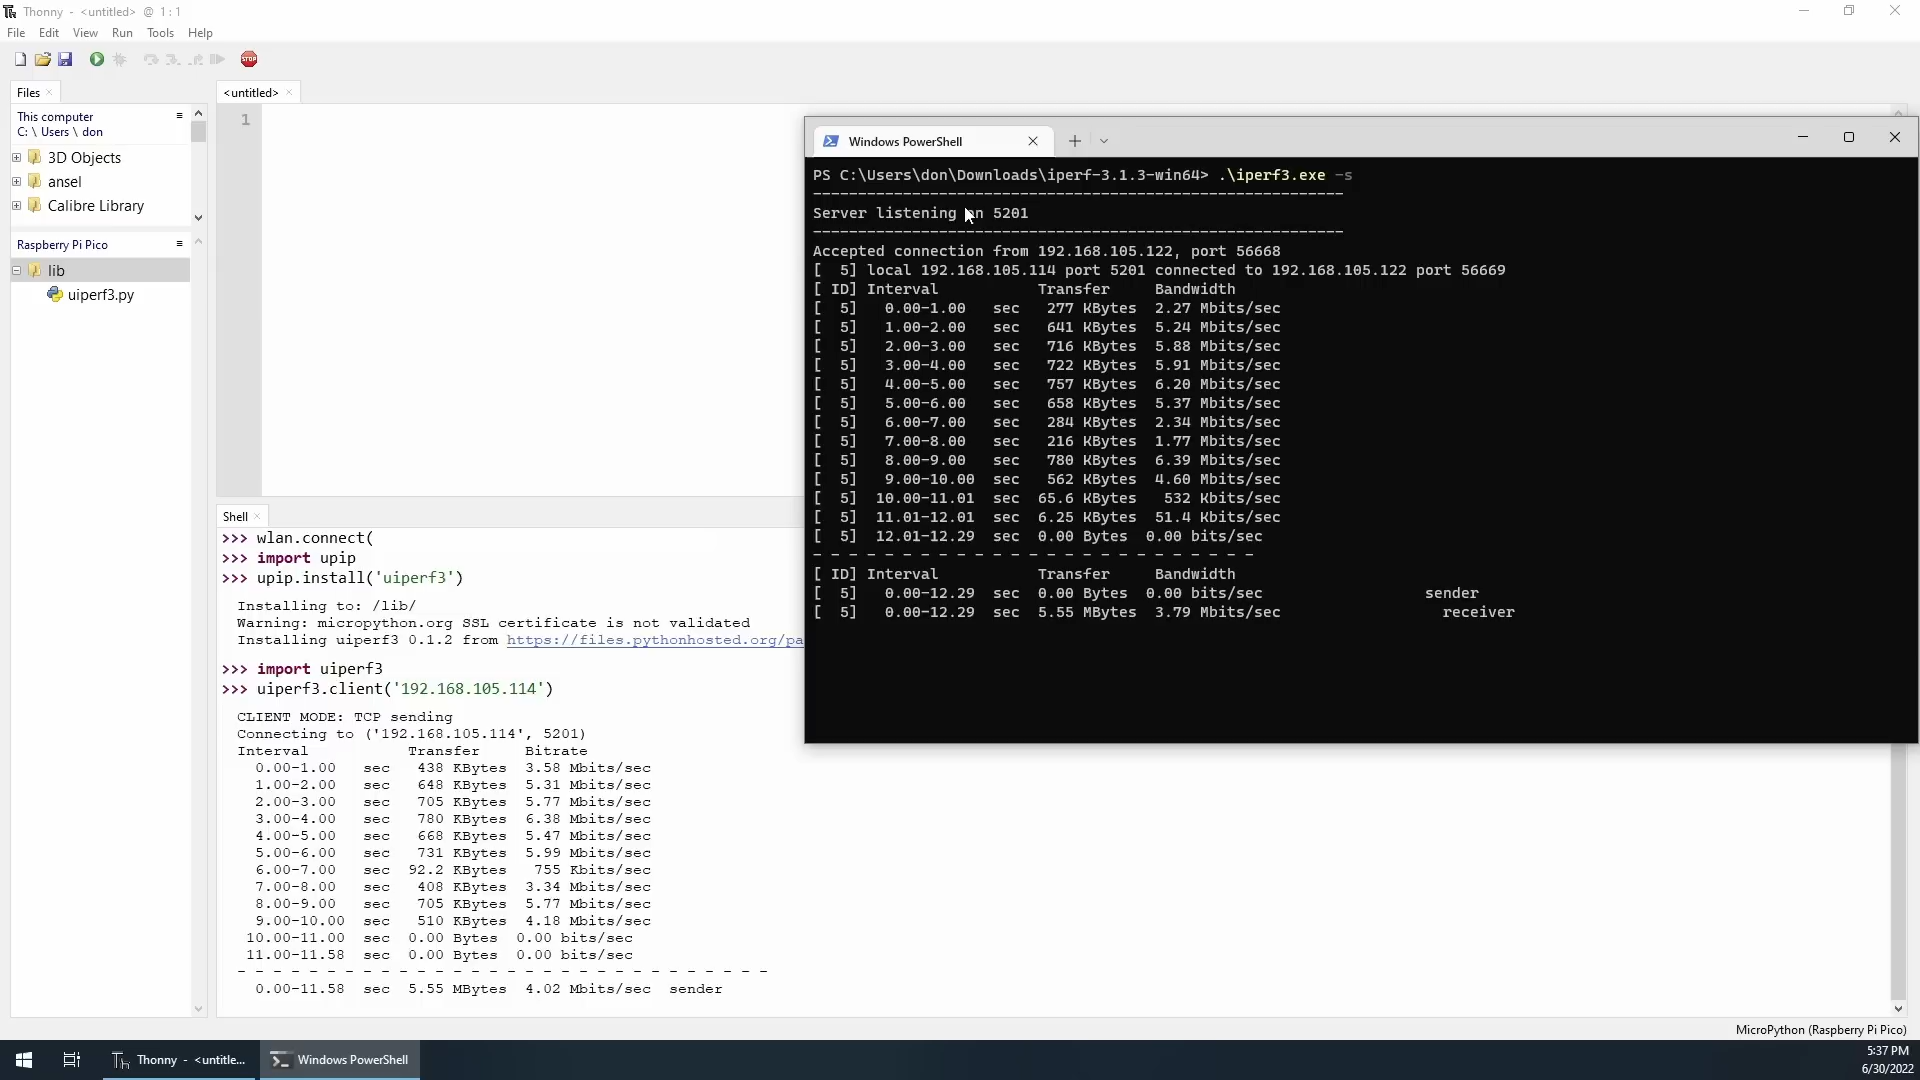 Thonny - <untitled> @ 1:1
File Edit View Run Tools Help
STOP
Files
This computer
C: \ Users \ don
3D Objects
ansel
Calibre Library
Raspberry Pi Pico
lib
uiperf3.py
<untitled>
1
Shell
>>> wlan.connect(
>>> import upip
>>> upip.install('uiperf3')
Installing to: /lib/
Warning: micropython.org SSL certificate is not validated
Installing uiperf3 0.1.2 from https://files.pythonhosted.org/pa
>>> import uiperf3
>>> uiperf3.client('192.168.105.114')
CLIENT MODE: TCP sending
Connecting to ('192.168.105.114', 5201)
Interval Transfer Bitrate
0.00-1.00 sec 438 KBytes 3.58 Mbits/sec
1.00-2.00 sec 648 KBytes 5.31 Mbits/sec
2.00-3.00 sec 705 KBytes 5.77 Mbits/sec
3.00-4.00 sec 780 KBytes 6.38 Mbits/sec
4.00-5.00 sec 668 KBytes 5.47 Mbits/sec
5.00-6.00 sec 731 KBytes 5.99 Mbits/sec
6.00-7.00 sec 92.2 KBytes 755 Kbits/sec
7.00-8.00 sec 408 KBytes 3.34 Mbits/sec
8.00-9.00 sec 705 KBytes 5.77 Mbits/sec
9.00-10.00 sec 510 KBytes 4.18 Mbits/sec
10.00-11.00 sec 0.00 Bytes 0.00 bits/sec
11.00-11.58 sec 0.00 Bytes 0.00 bits/sec
- - - - - - - - - - - - - - - - - - - - - - - - - - - - - -
0.00-11.58 sec 5.55 MBytes 4.02 Mbits/sec sender
Windows PowerShell
PS C:\Users\don\Downloads\iperf-3.1.3-win64> .\iperf3.exe -s
-----------------------------------------------------------
Server listening on 5201
-----------------------------------------------------------
Accepted connection from 192.168.105.122, port 56668
[ 5] local 192.168.105.114 port 5201 connected to 192.168.105.122 port 56669
[ ID] Interval Transfer Bandwidth
[ 5] 0.00-1.00 sec 277 KBytes 2.27 Mbits/sec
[ 5] 1.00-2.00 sec 641 KBytes 5.24 Mbits/sec
[ 5] 2.00-3.00 sec 716 KBytes 5.88 Mbits/sec
[ 5] 3.00-4.00 sec 722 KBytes 5.91 Mbits/sec
[ 5] 4.00-5.00 sec 757 KBytes 6.20 Mbits/sec
[ 5] 5.00-6.00 sec 658 KBytes 5.37 Mbits/sec
[ 5] 6.00-7.00 sec 284 KBytes 2.34 Mbits/sec
[ 5] 7.00-8.00 sec 216 KBytes 1.77 Mbits/sec
[ 5] 8.00-9.00 sec 780 KBytes 6.39 Mbits/sec
[ 5] 9.00-10.00 sec 562 KBytes 4.60 Mbits/sec
[ 5] 10.00-11.01 sec 65.6 KBytes 532 Kbits/sec
[ 5] 11.01-12.01 sec 6.25 KBytes 51.4 Kbits/sec
[ 5] 12.01-12.29 sec 0.00 Bytes 0.00 bits/sec
- - - - - - - - - - - - - - - - - - - - - - - - -
[ ID] Interval Transfer Bandwidth
[ 5] 0.00-12.29 sec 0.00 Bytes 0.00 bits/sec sender
[ 5] 0.00-12.29 sec 5.55 MBytes 3.79 Mbits/sec receiver
MicroPython (Raspberry Pi Pico)
Thonny - <untitle...
Windows PowerShell
5:37 PM
6/30/2022